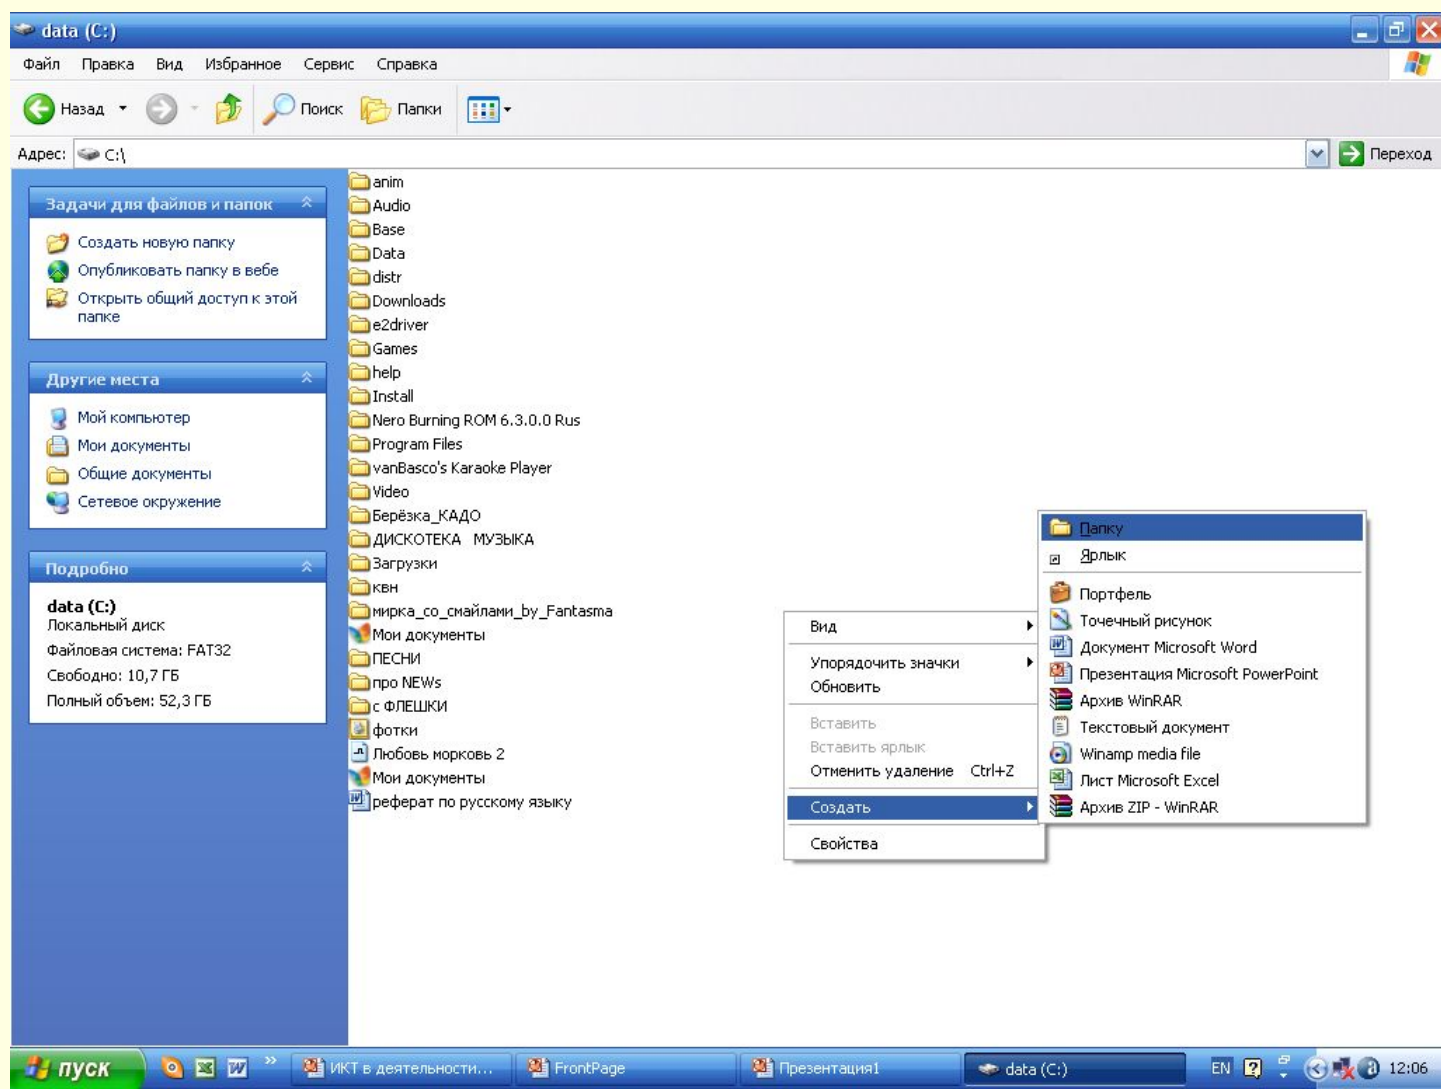 data (C:)
Файл Правка Вид Избранное Сервис Справка
Назад Поиск Папки
Адрес: C:\ Переход
Задачи для файлов и папок
Создать новую папку
Опубликовать папку в вебе
Открыть общий доступ к этой
папке
Другие места
Мой компьютер
Мои документы
Общие документы
Сетевое окружение
Подробно
data (C:)
Локальный диск
Файловая система: FAT32
Свободно: 10,7 ГБ
Полный объем: 52,3 ГБ
anim
Audio
Base
Data
distr
Downloads
e2driver
Games
help
Install
Nero Burning ROM 6.3.0.0 Rus
Program Files
vanBasco's Karaoke Player
Video
Берёзка_КАДО
ДИСКОТЕКА МУЗЫКА
Загрузки
квн
мирка_со_смайлами_by_Fantasma
Мои документы
ПЕСНИ
про NEWs
с ФЛЕШКИ
фотки
Любовь морковь 2
Мои документы
реферат по русскому языку
Вид
Упорядочить значки
Обновить
Вставить
Вставить ярлык
Отменить удаление Ctrl+Z
Создать
Свойства
Папку
Ярлык
Портфель
Точечный рисунок
Документ Microsoft Word
Презентация Microsoft PowerPoint
Архив WinRAR
Текстовый документ
Winamp media file
Лист Microsoft Excel
Архив ZIP - WinRAR
пуск ИКТ в деятельности... FrontPage Презентация1 data (C:) EN 12:06